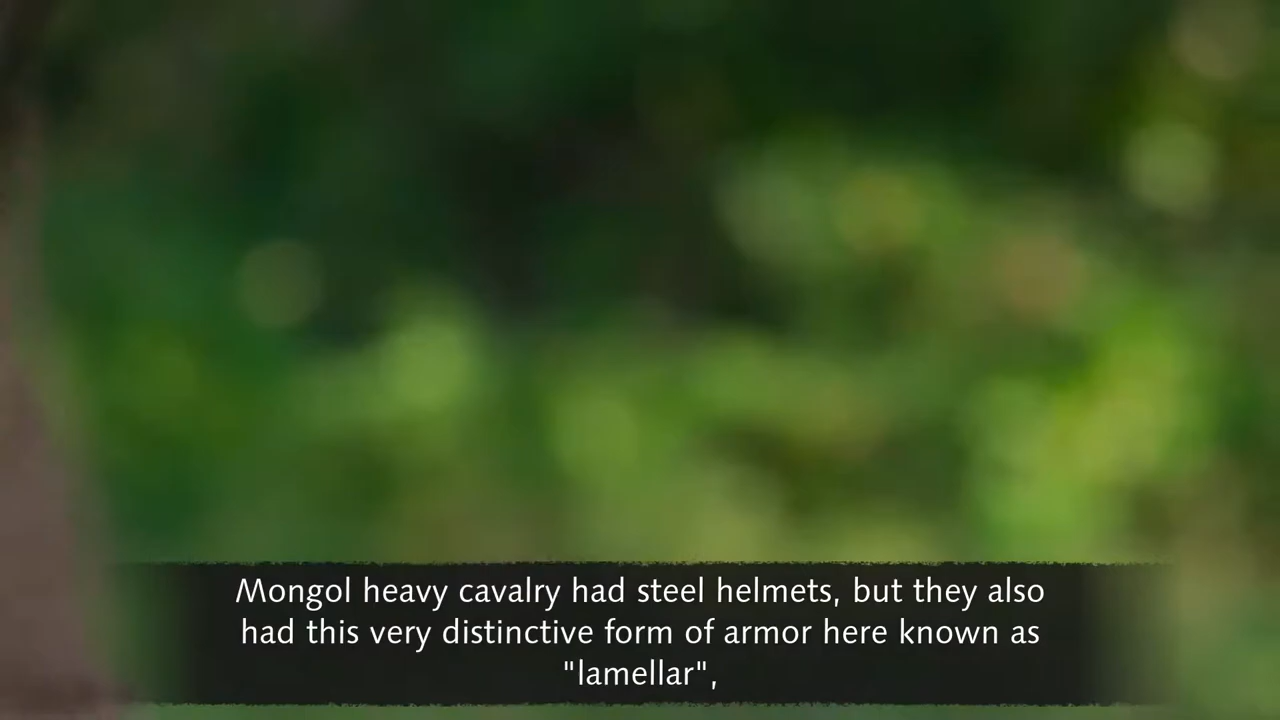 Mongol heavy cavalry had steel helmets, but they also
had this very distinctive form of armor here known as
"lamellar",